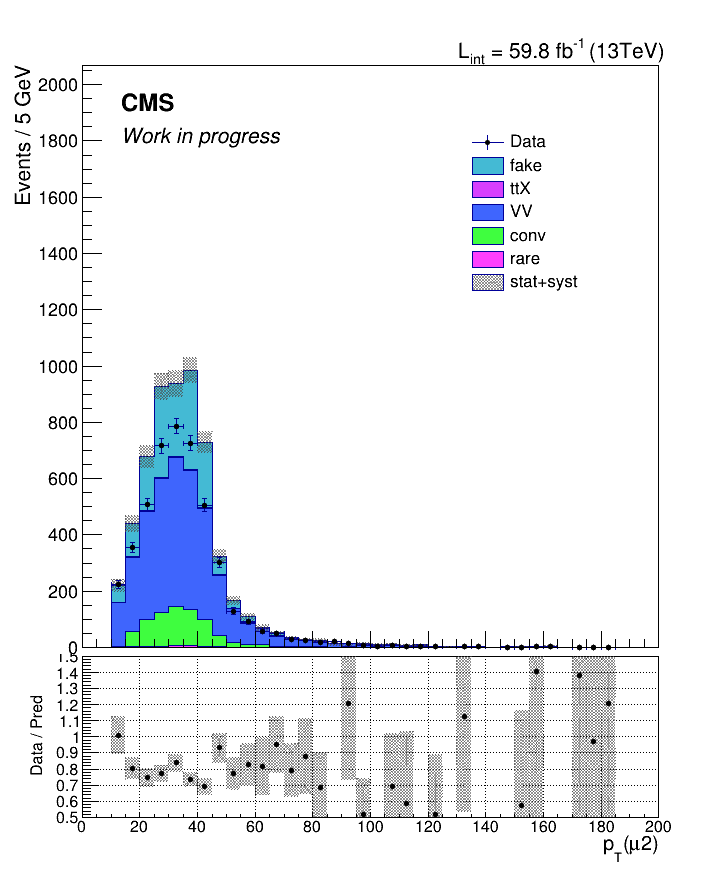 L_int = 59.8 fb^-1 (13TeV)
Events / 5 GeV
2000
1800
1600
1400
1200
1000
800
600
400
200
0
CMS
Work in progress
Data
fake
ttX
VV
conv
rare
stat+syst
Data / Pred
1.5
1.4
1.3
1.2
1.1
1
0.9
0.8
0.7
0.6
0.5
0 20 40 60 80 100 120 140 160 180 200
p_T(μ2)